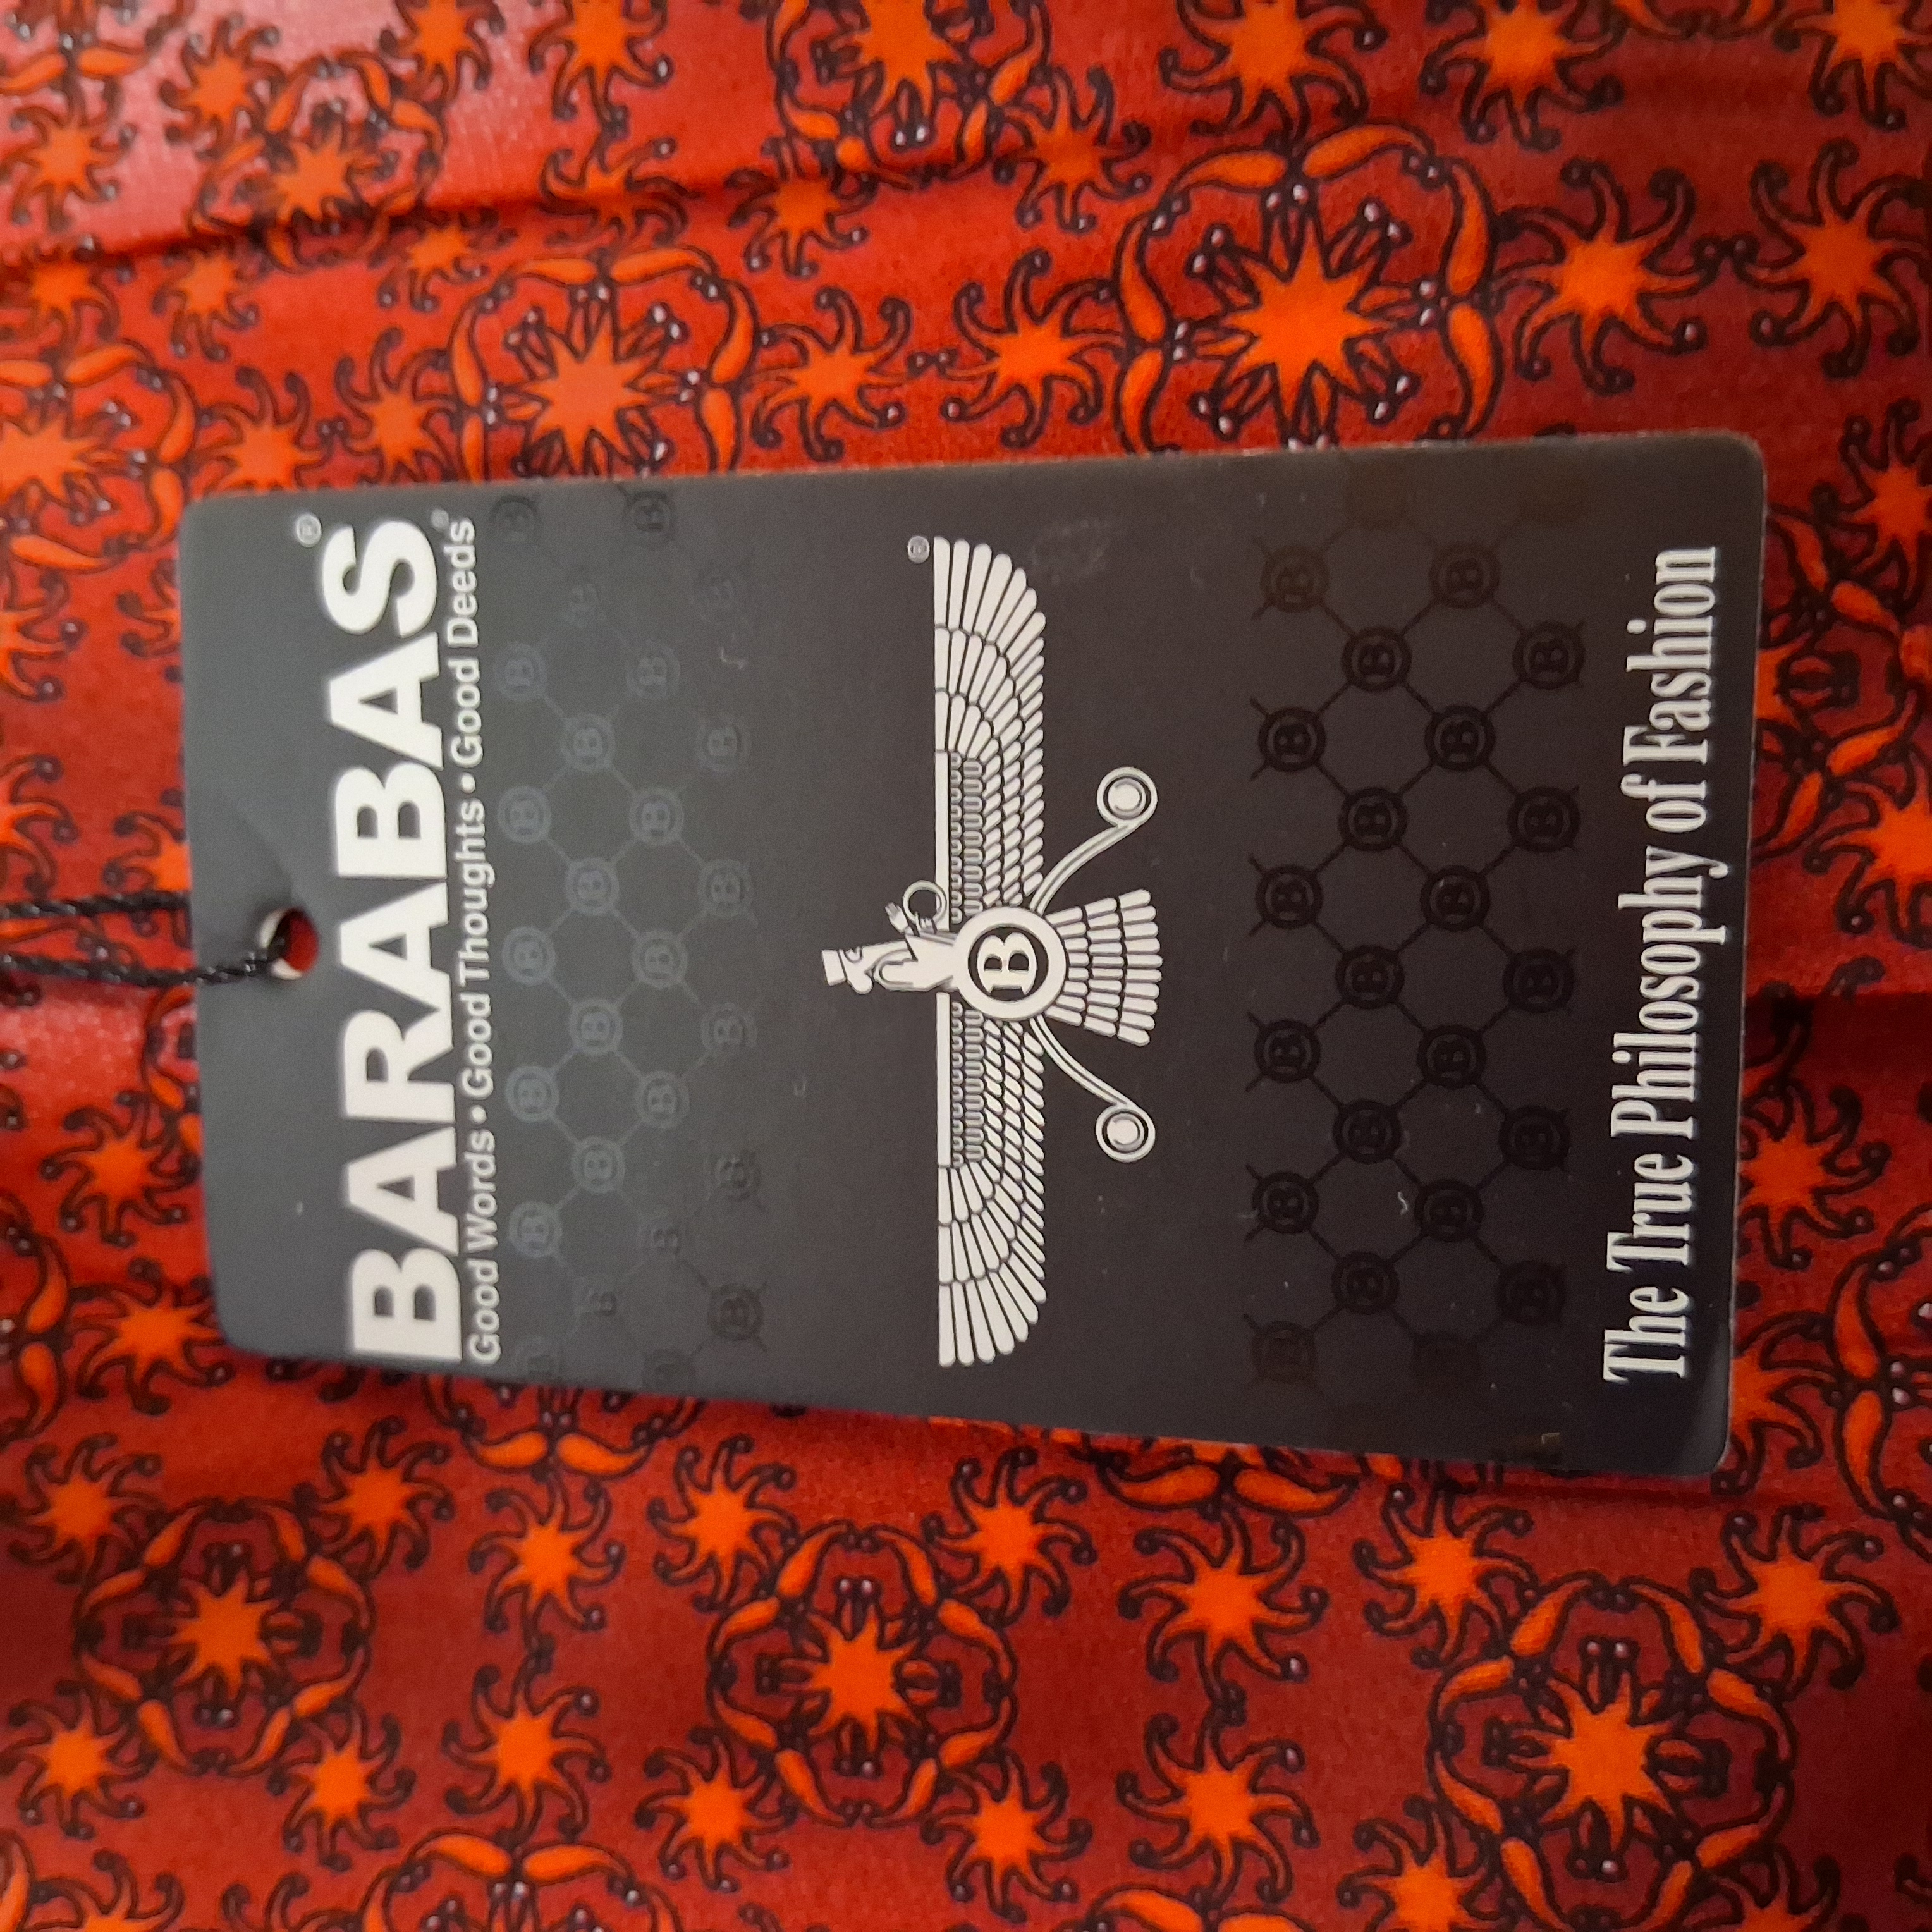 BARABAS®
Good Words • Good Thoughts • Good Deeds®
®
B
The True Philosophy of Fashion